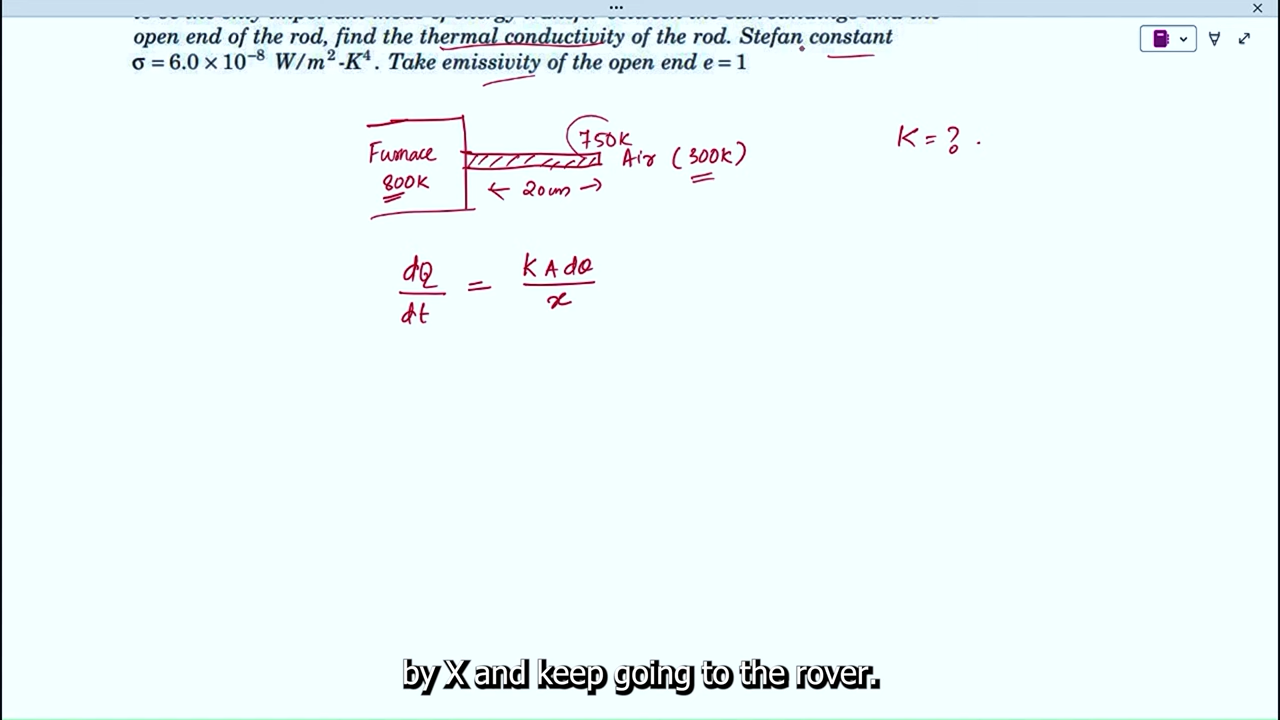 open end of the rod, find the thermal conductivity of the rod. Stefan constant
σ = 6.0 × 10⁻⁸ W/m² -K⁴. Take emissivity of the open end e = 1
750K
K = ?
Furnace
Air (300K)
800K
← 20cm →
dQ/dt = K A dθ/x
by X and keep going to the rover.